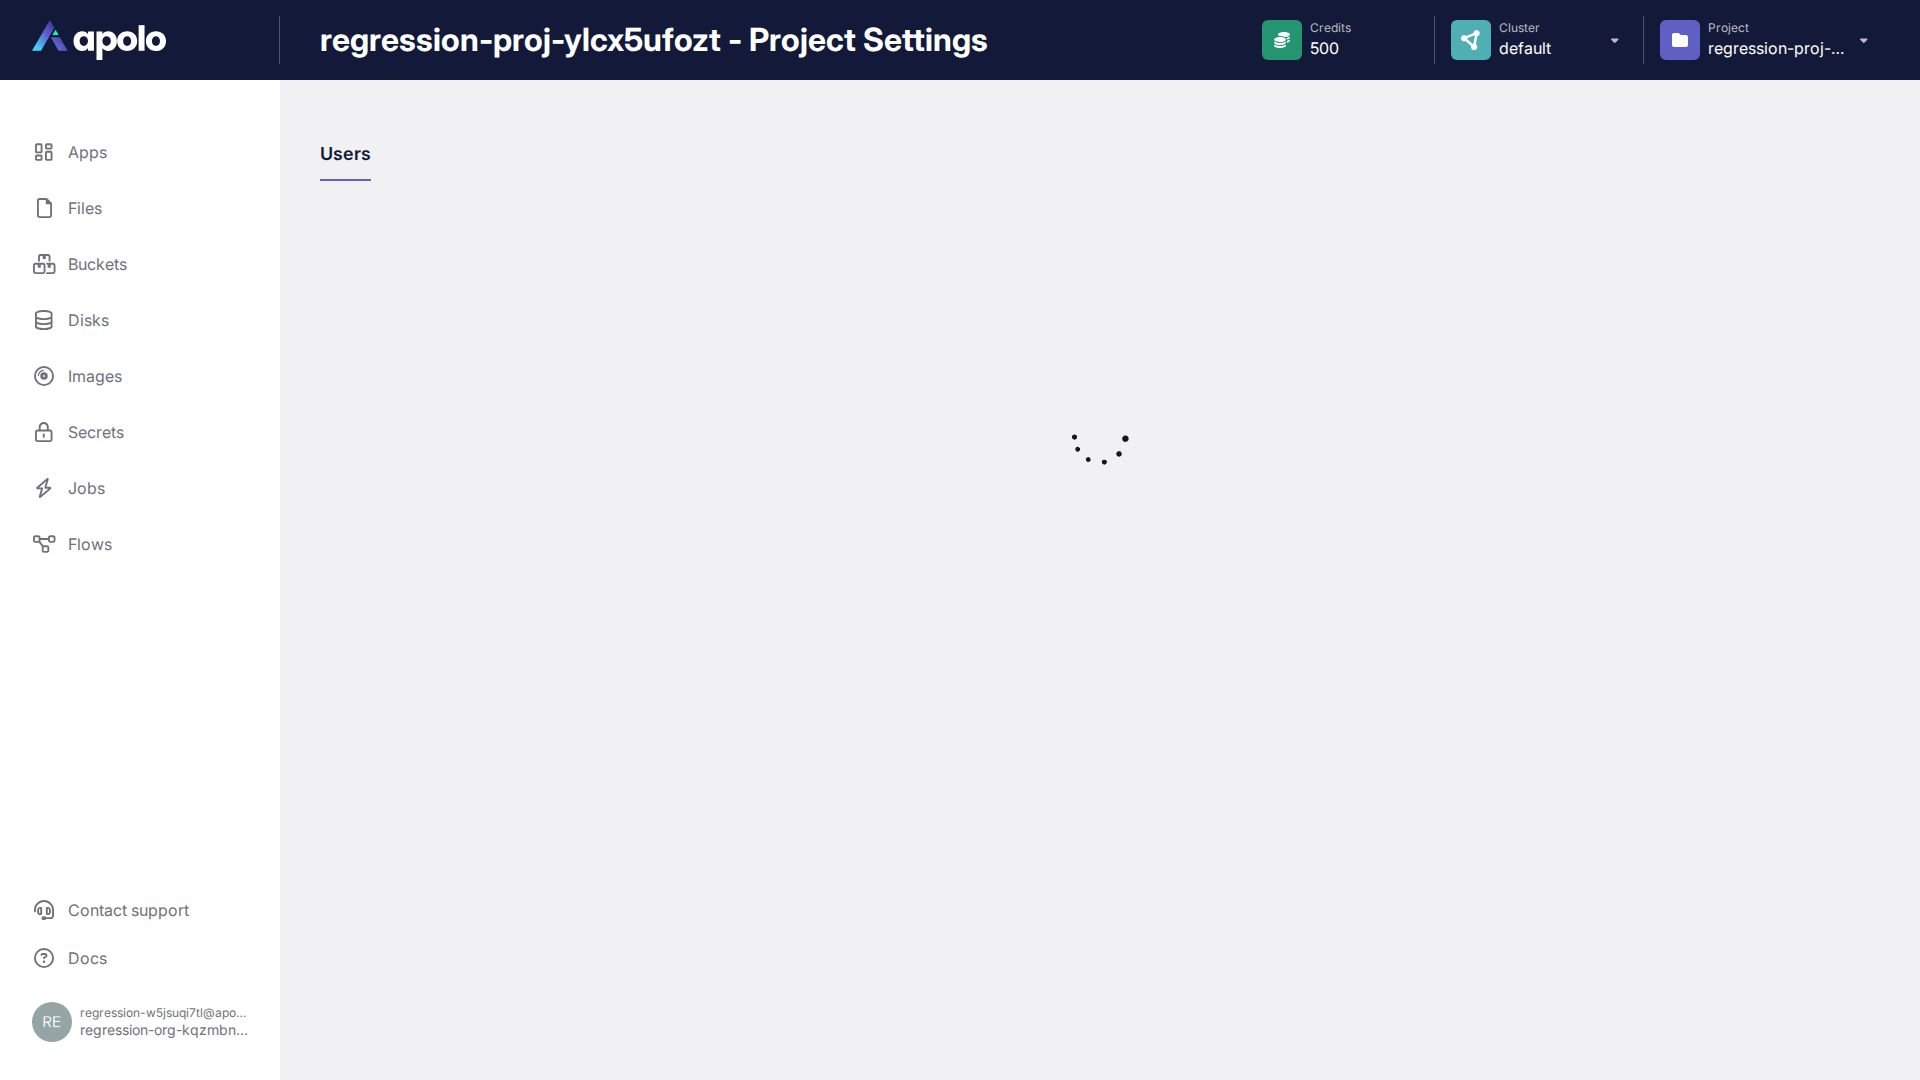 apolo
regression-proj-ylcx5ufozt - Project Settings
Credits
500
Cluster
default
Project
regression-proj-...
Apps
Files
Buckets
Disks
Images
Secrets
Jobs
Flows
Users
Contact support
Docs
RE
regression-w5jsuqi7tl@apo...
regression-org-kqzmbn...